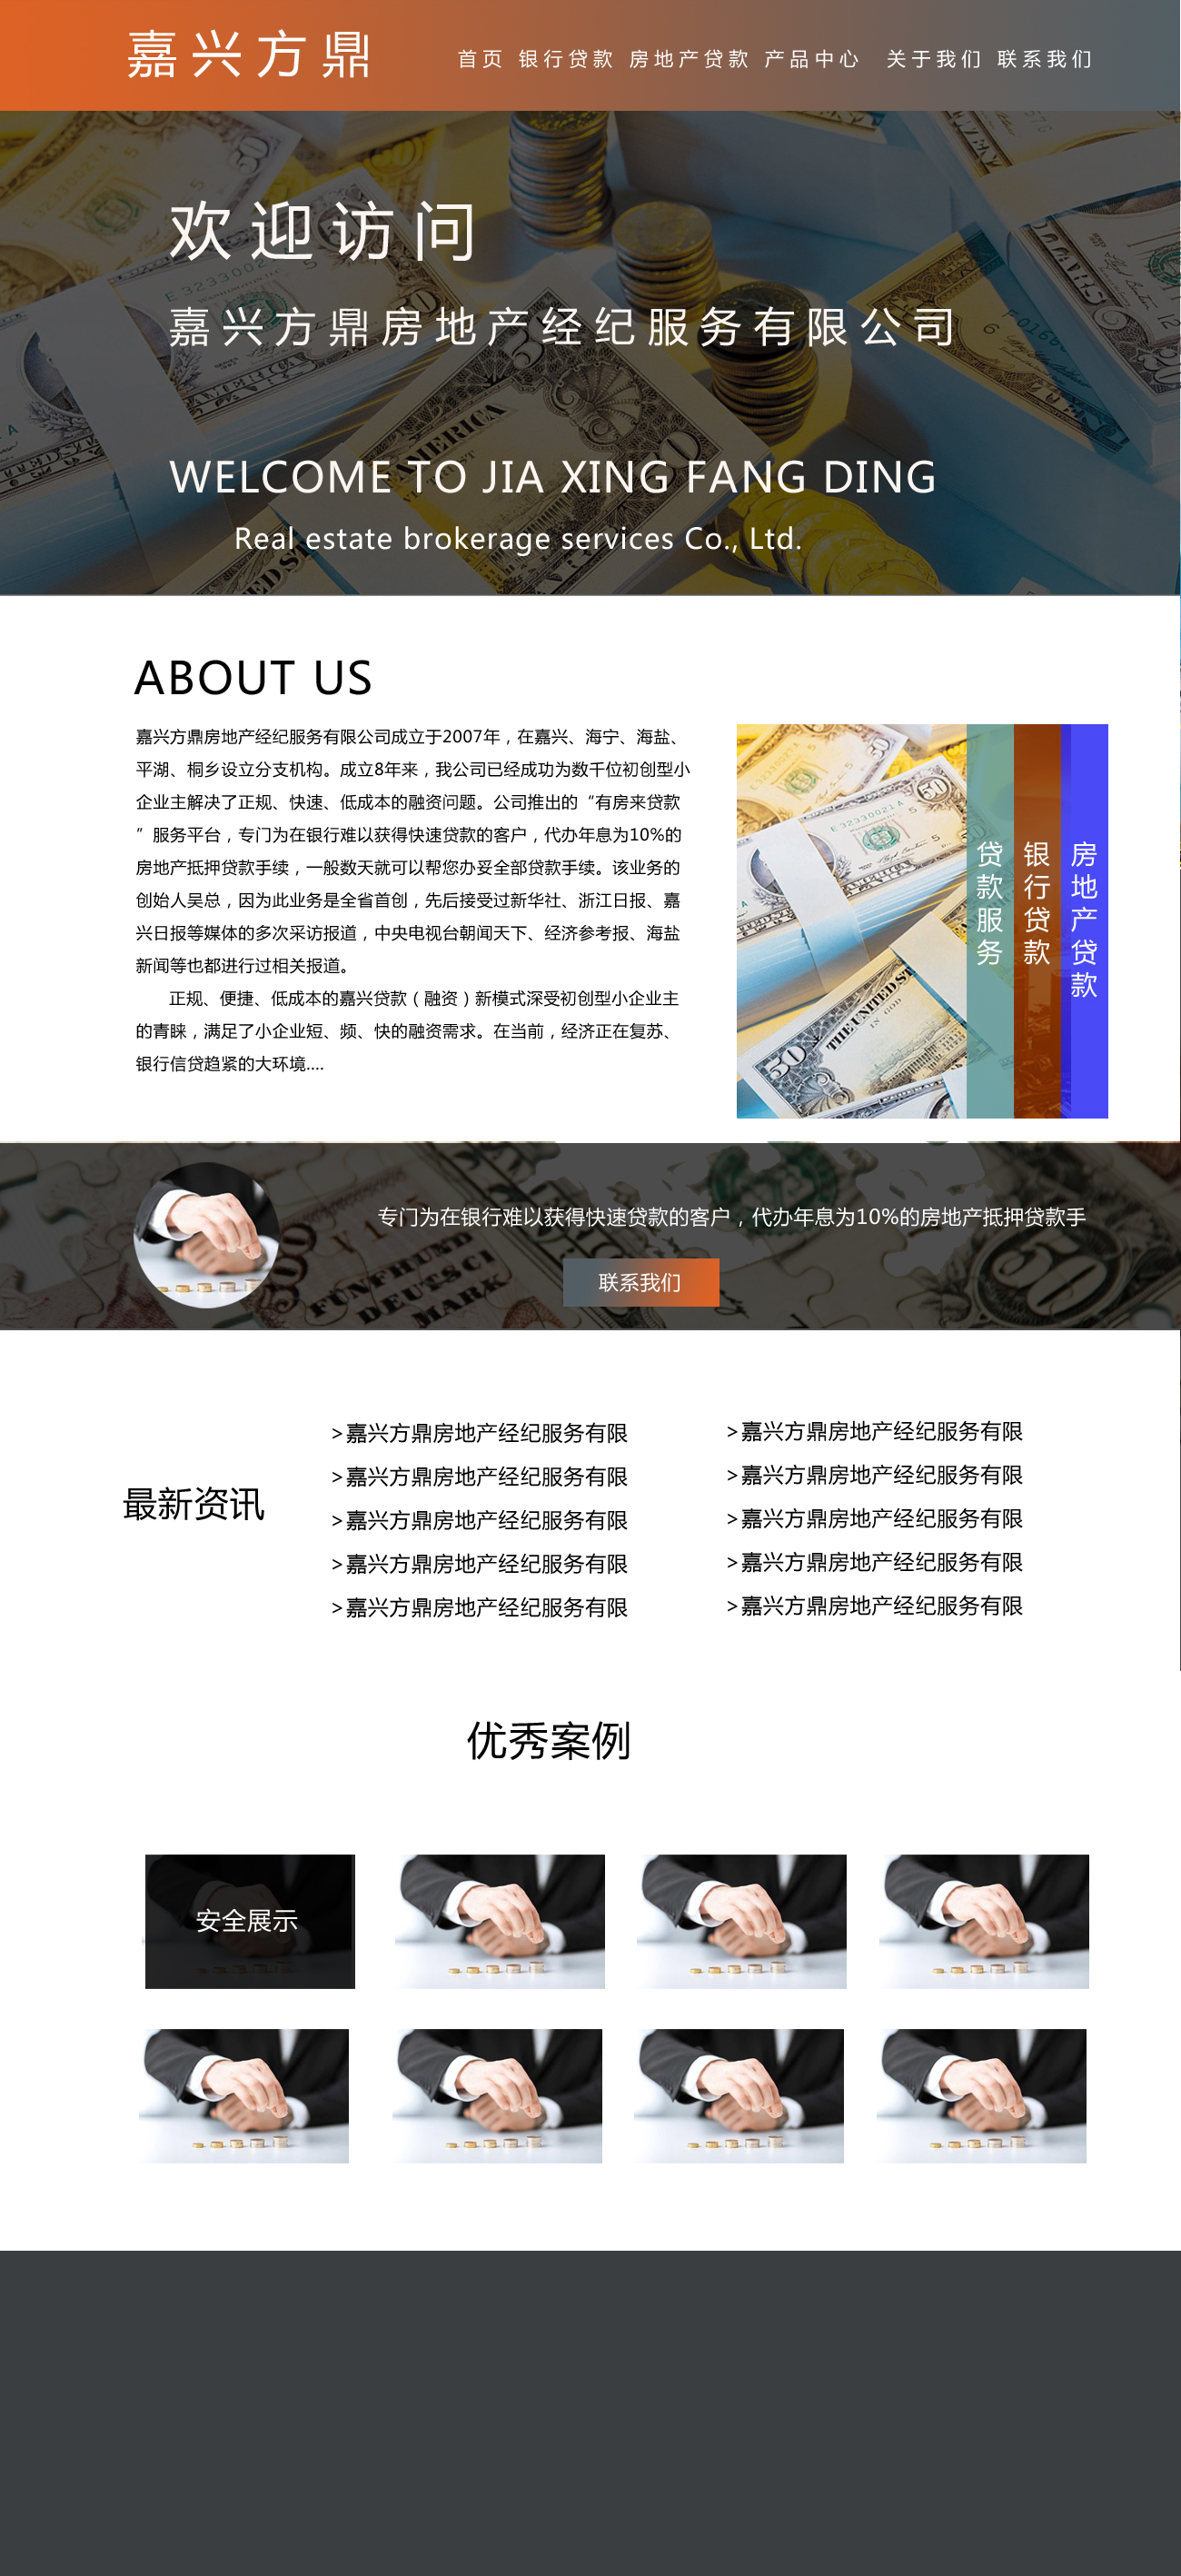 嘉兴方鼎
首页 银行贷款 房地产贷款 产品中心 关于我们 联系我们
欢迎访问
嘉兴方鼎房地产经纪服务有限公司
WELCOME TO JIA XING FANG DING
Real estate brokerage services Co., Ltd.
ABOUT US
嘉兴方鼎房地产经纪服务有限公司成立于2007年，在嘉兴、海宁、海盐、
平湖、桐乡设立分支机构。成立8年来，我公司已经成功为数千位初创型小
企业主解决了正规、快速、低成本的融资问题。公司推出的“有房来贷款
”服务平台，专门为在银行难以获得快速贷款的客户，代办年息为10%的
房地产抵押贷款手续，一般数天就可以帮您办妥全部贷款手续。该业务的
创始人吴总，因为此业务是全省首创，先后接受过新华社、浙江日报、嘉
兴日报等媒体的多次采访报道，中央电视台朝闻天下、经济参考报、海盐
新闻等也都进行过相关报道。
正规、便捷、低成本的嘉兴贷款（融资）新模式深受初创型小企业主
的青睐，满足了小企业短、频、快的融资需求。在当前，经济正在复苏、
银行信贷趋紧的大环境....
贷款服务
银行贷款
房地产贷款
专门为在银行难以获得快速贷款的客户，代办年息为10%的房地产抵押贷款手
联系我们
最新资讯
>嘉兴方鼎房地产经纪服务有限
>嘉兴方鼎房地产经纪服务有限
>嘉兴方鼎房地产经纪服务有限
>嘉兴方鼎房地产经纪服务有限
>嘉兴方鼎房地产经纪服务有限
>嘉兴方鼎房地产经纪服务有限
>嘉兴方鼎房地产经纪服务有限
>嘉兴方鼎房地产经纪服务有限
>嘉兴方鼎房地产经纪服务有限
>嘉兴方鼎房地产经纪服务有限
优秀案例
安全展示